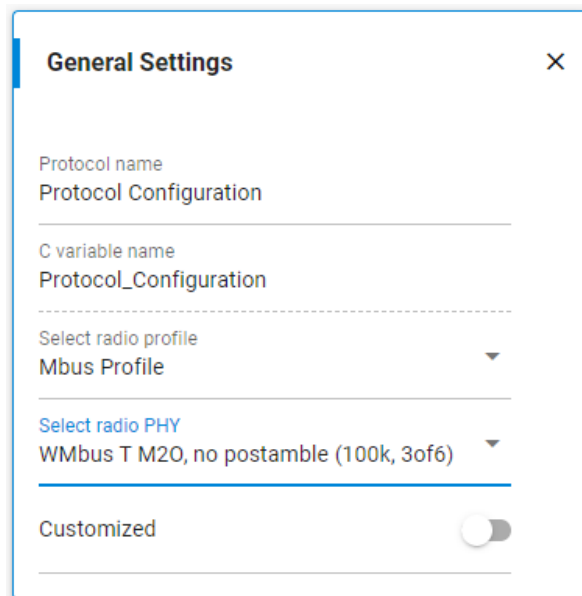 General Settings
Protocol name
Protocol Configuration
C variable name
Protocol_Configuration
Select radio profile
Mbus Profile
Select radio PHY
WMbus T M2O, no postamble (100k, 3of6)
Customized